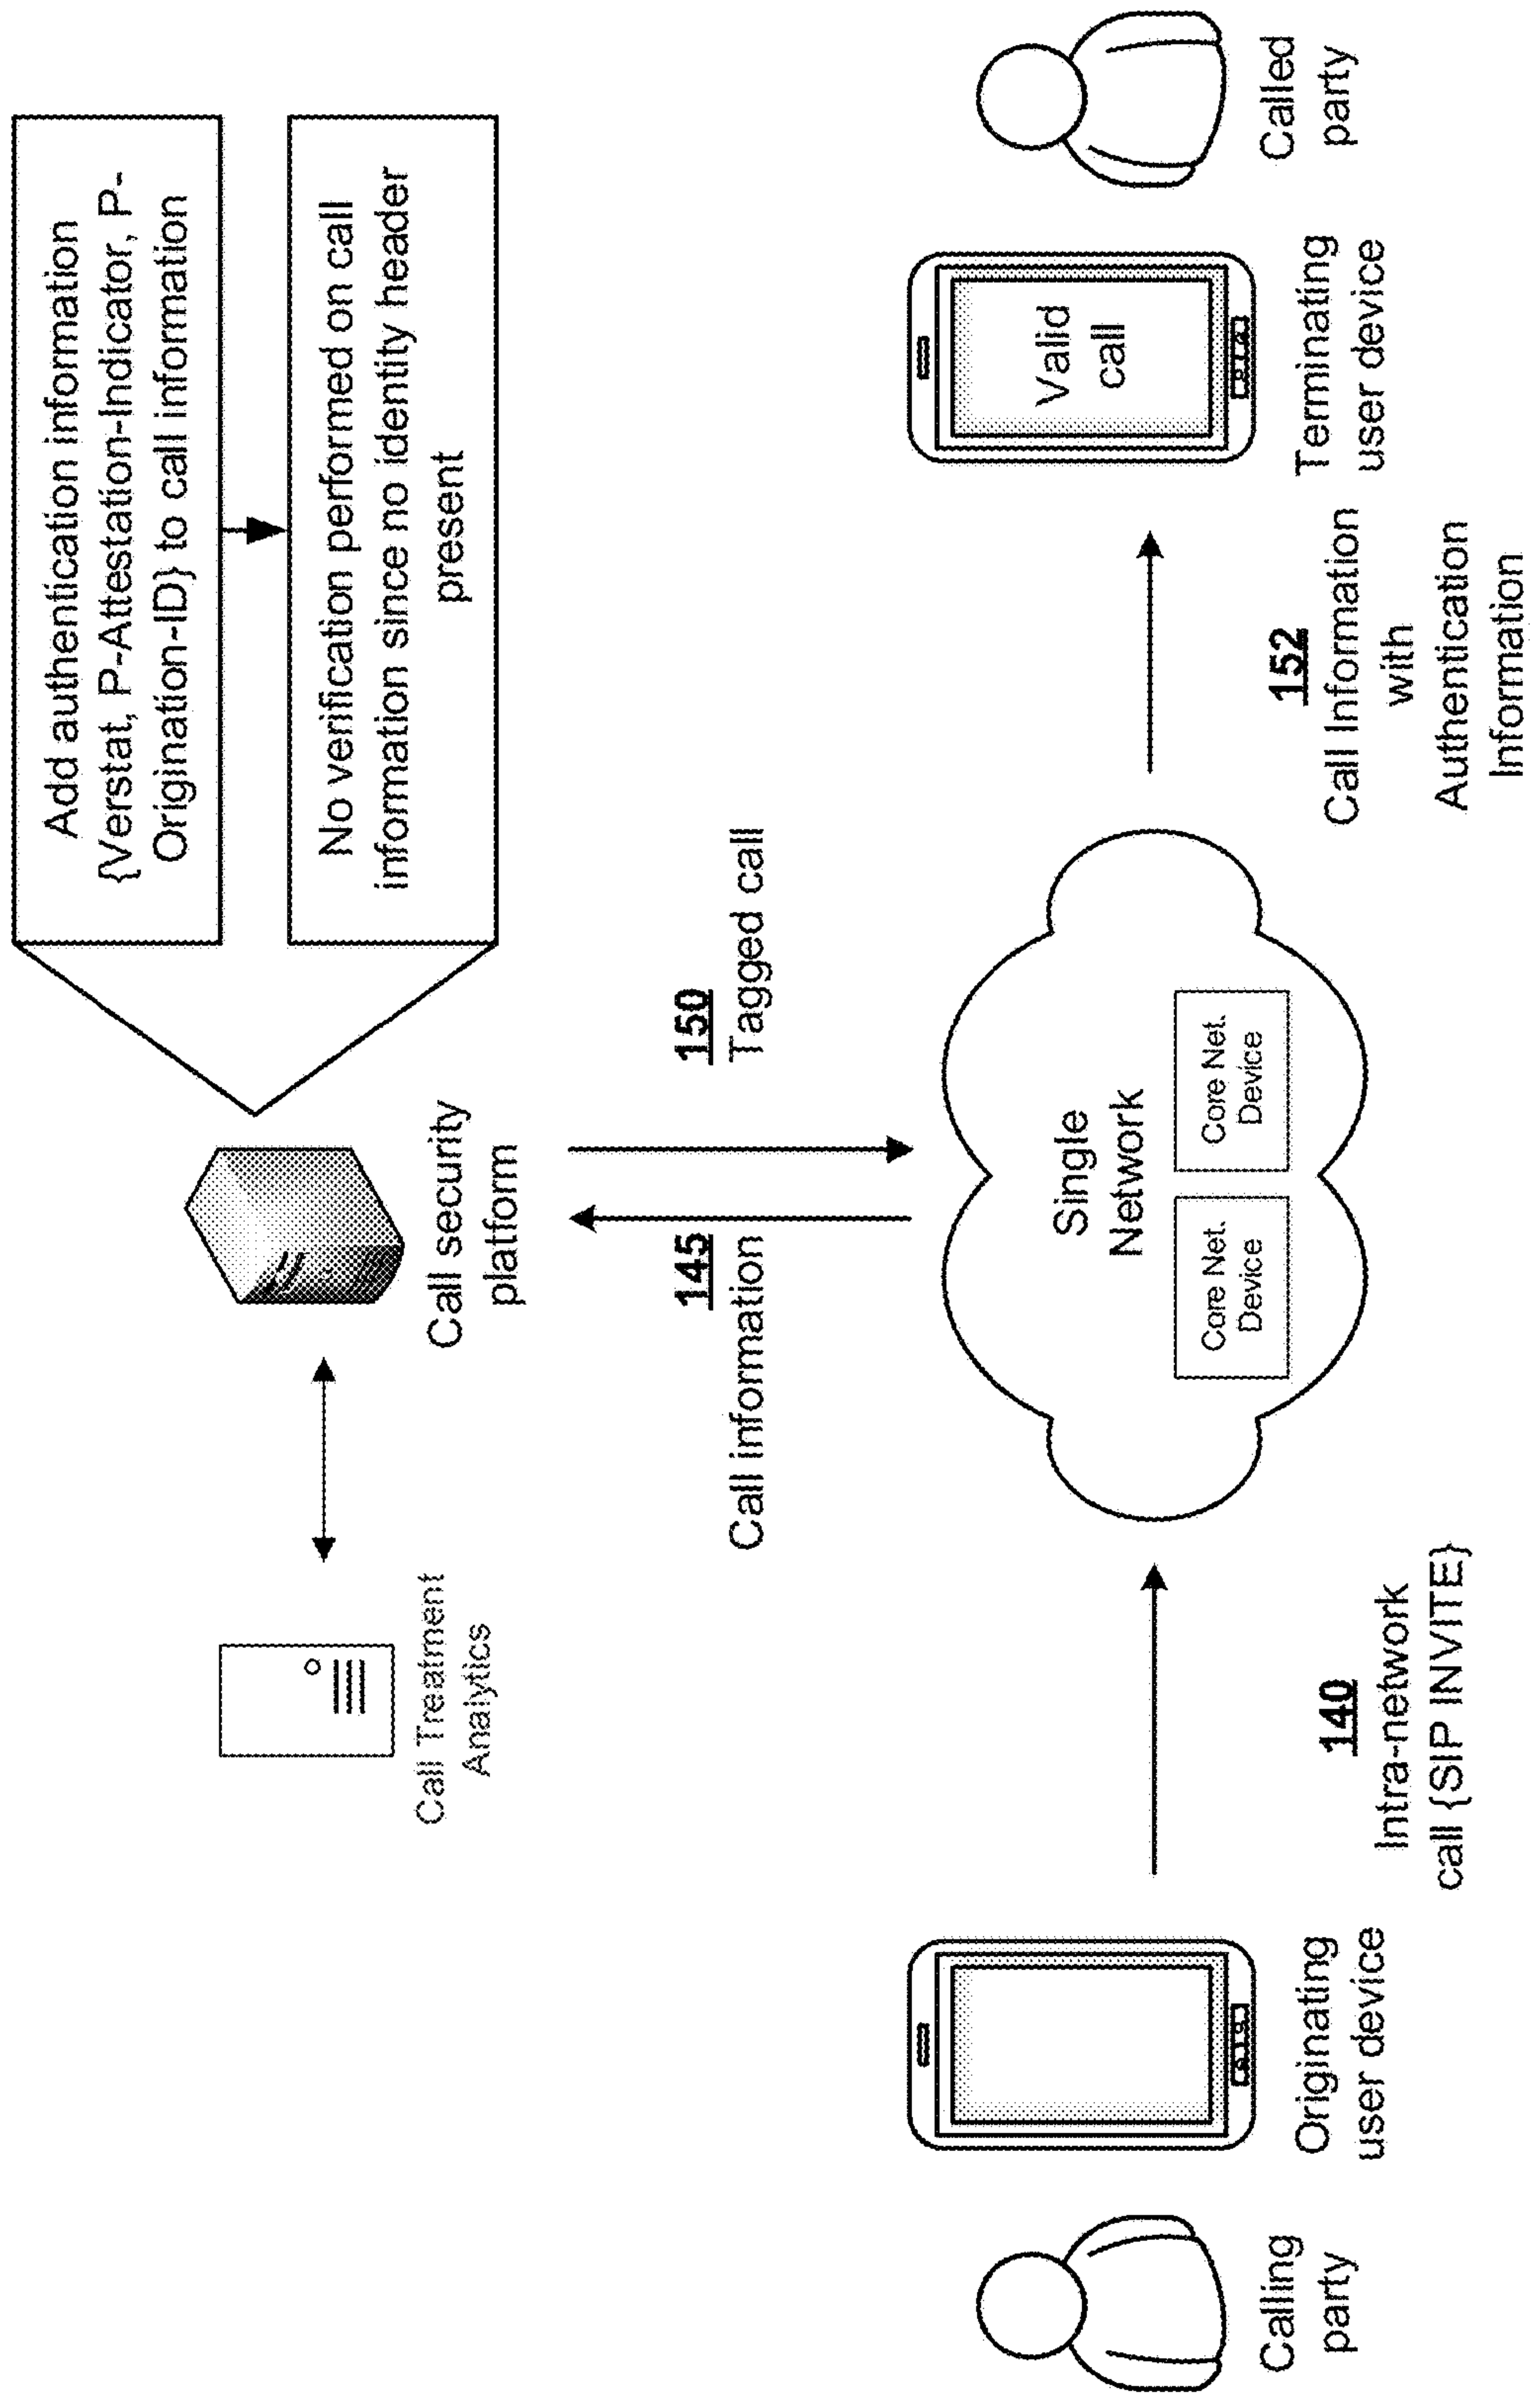 Add authentication information
{Verstat, P-Attestation-Indicator, P-
Origination-ID} to call information
No verification performed on call
information since no identity header
present
Call Treatment
Analytics
Call security
platform
145
Call information
150
Tagged call
Single
Network
Core Net.
Device
Core Net.
Device
Valid
call
Calling
party
Originating
user device
140
Intra-network
call {SIP INVITE}
152
Call Information
with
Authentication
Information
Terminating
user device
Called
party